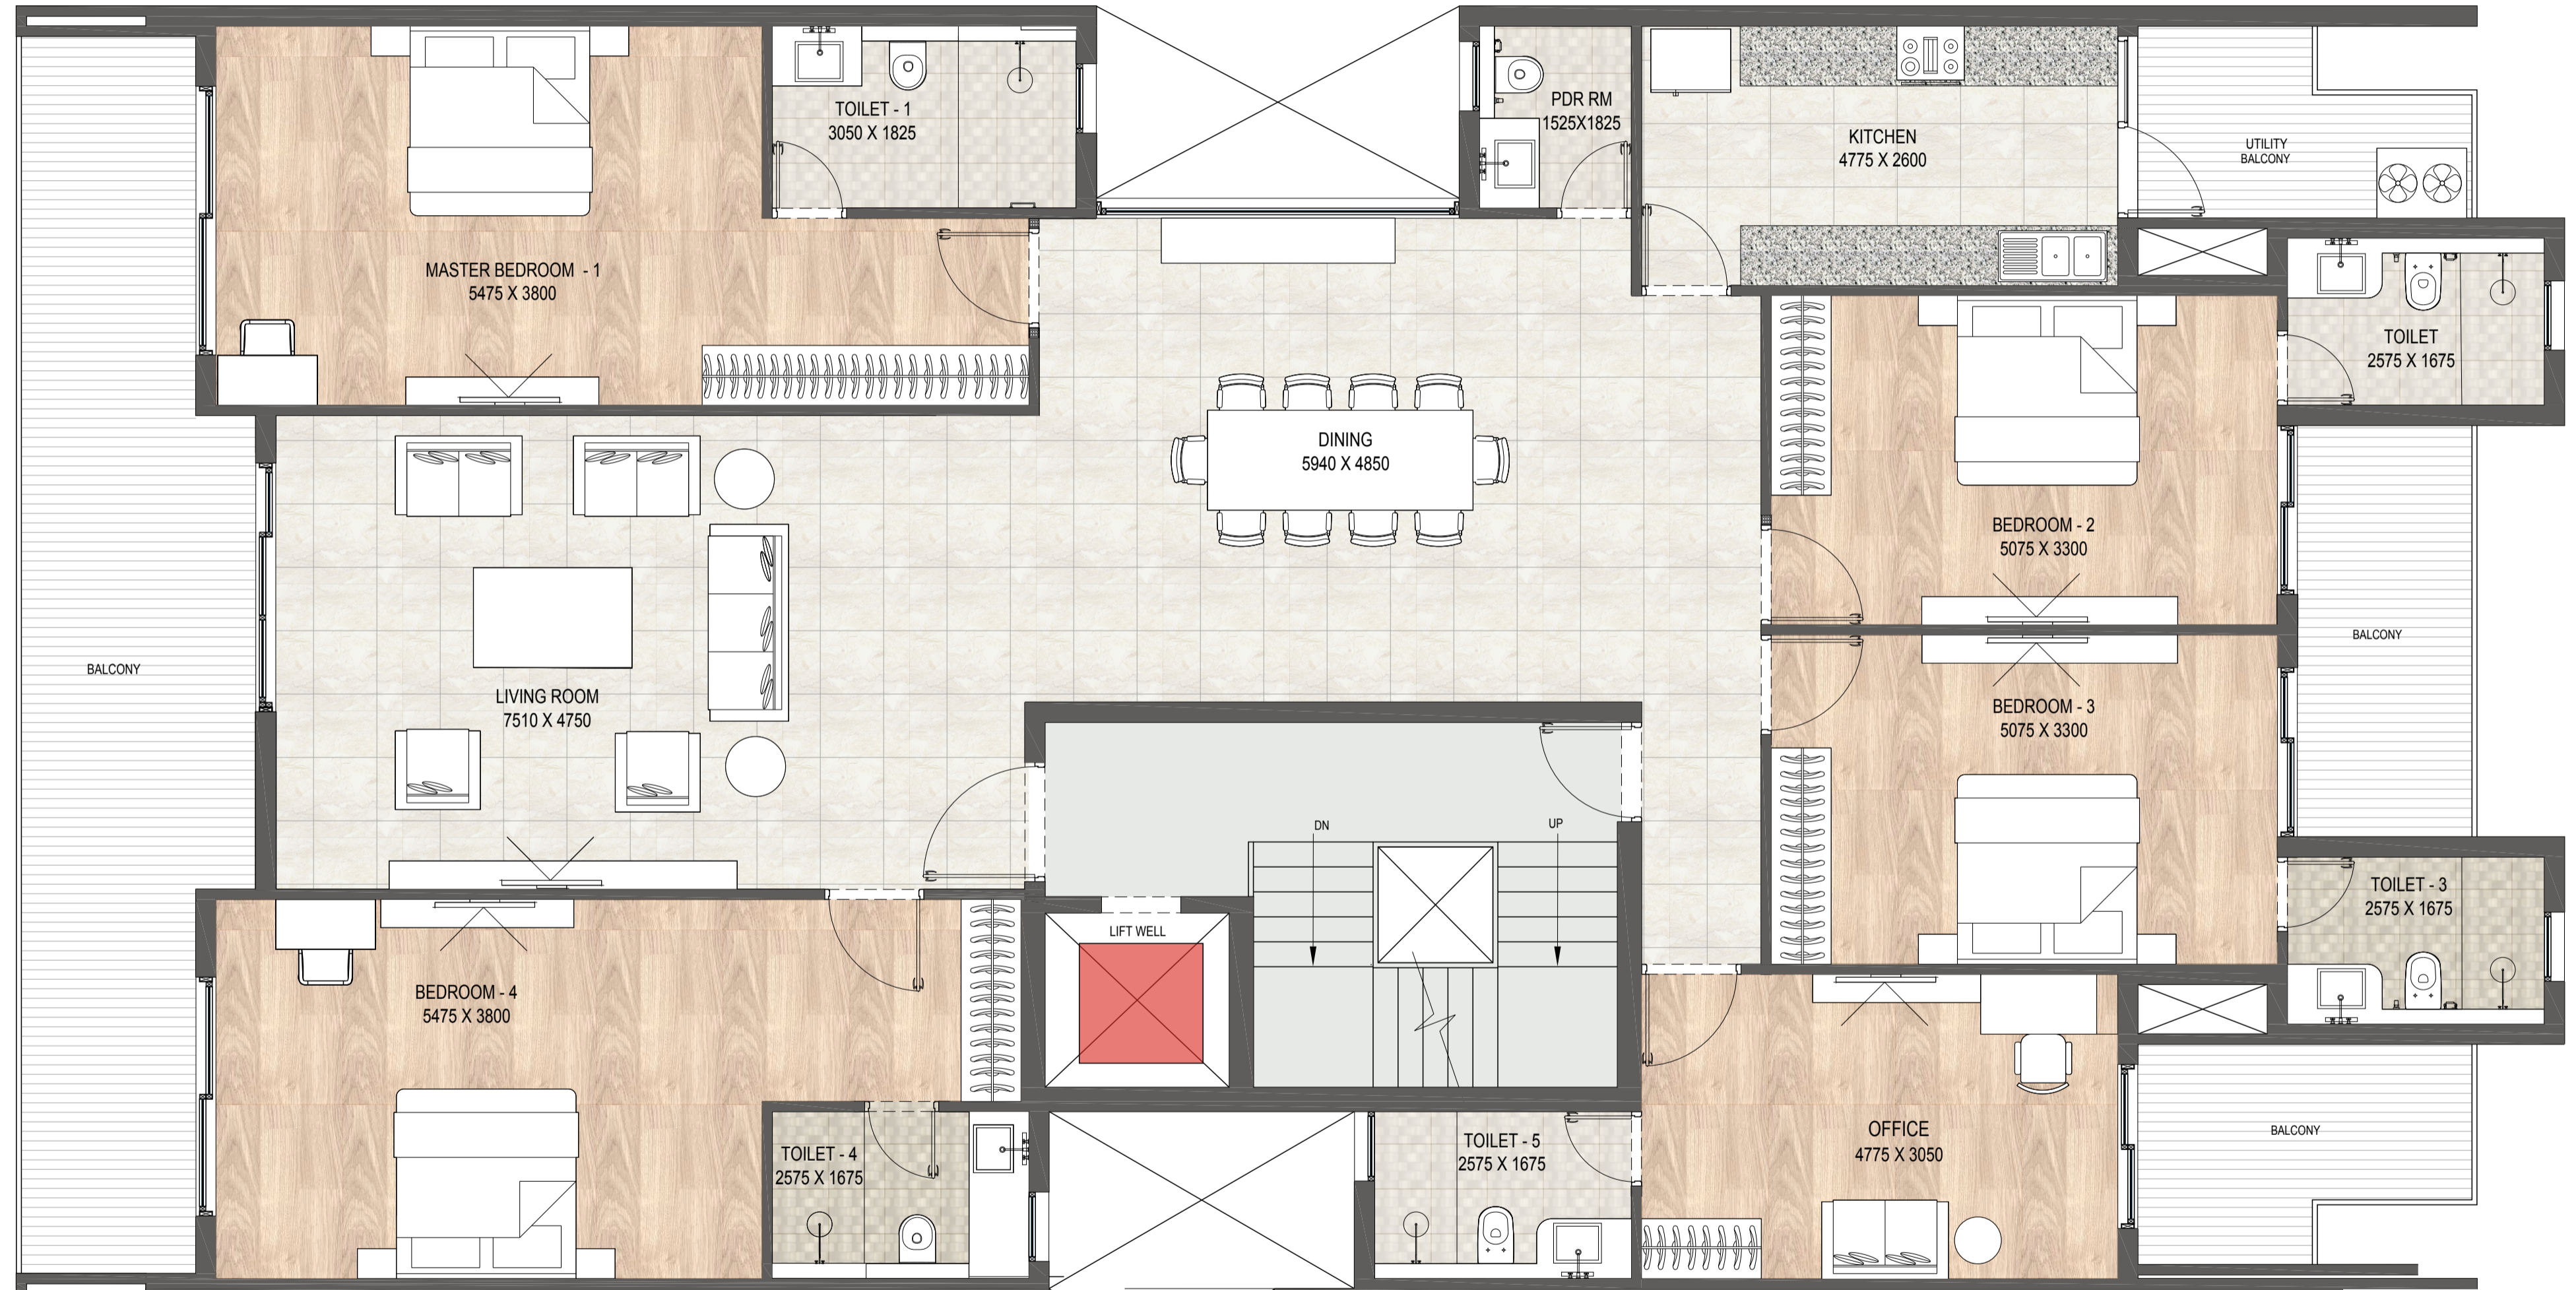 TOILET - 1
3050 X 1825
PDR RM
1525X1825
KITCHEN
4775 X 2600
UTILITY
BALCONY
MASTER BEDROOM - 1
5475 X 3800
TOILET
2575 X 1675
DINING
5940 X 4850
BEDROOM - 2
5075 X 3300
BALCONY
BALCONY
LIVING ROOM
7510 X 4750
BEDROOM - 3
5075 X 3300
DN
UP
TOILET - 3
2575 X 1675
LIFT WELL
BEDROOM - 4
5475 X 3800
OFFICE
4775 X 3050
BALCONY
TOILET - 4
2575 X 1675
TOILET - 5
2575 X 1675